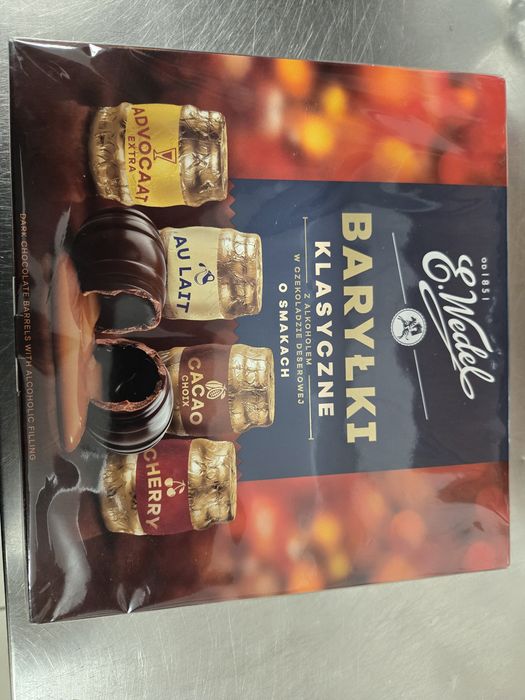 OD 1851
E. Wedel
BARYŁKI
KLASYCZNE
Z ALKOHOLEM
W CZEKOLADZIE DESEROWEJ
O SMAKACH
ADVOCAAT
EXTRA
AU LAIT
CACAO
CHOIX
CHERRY
DARK CHOCOLATE BARRELS WITH ALCOHOLIC FILLING